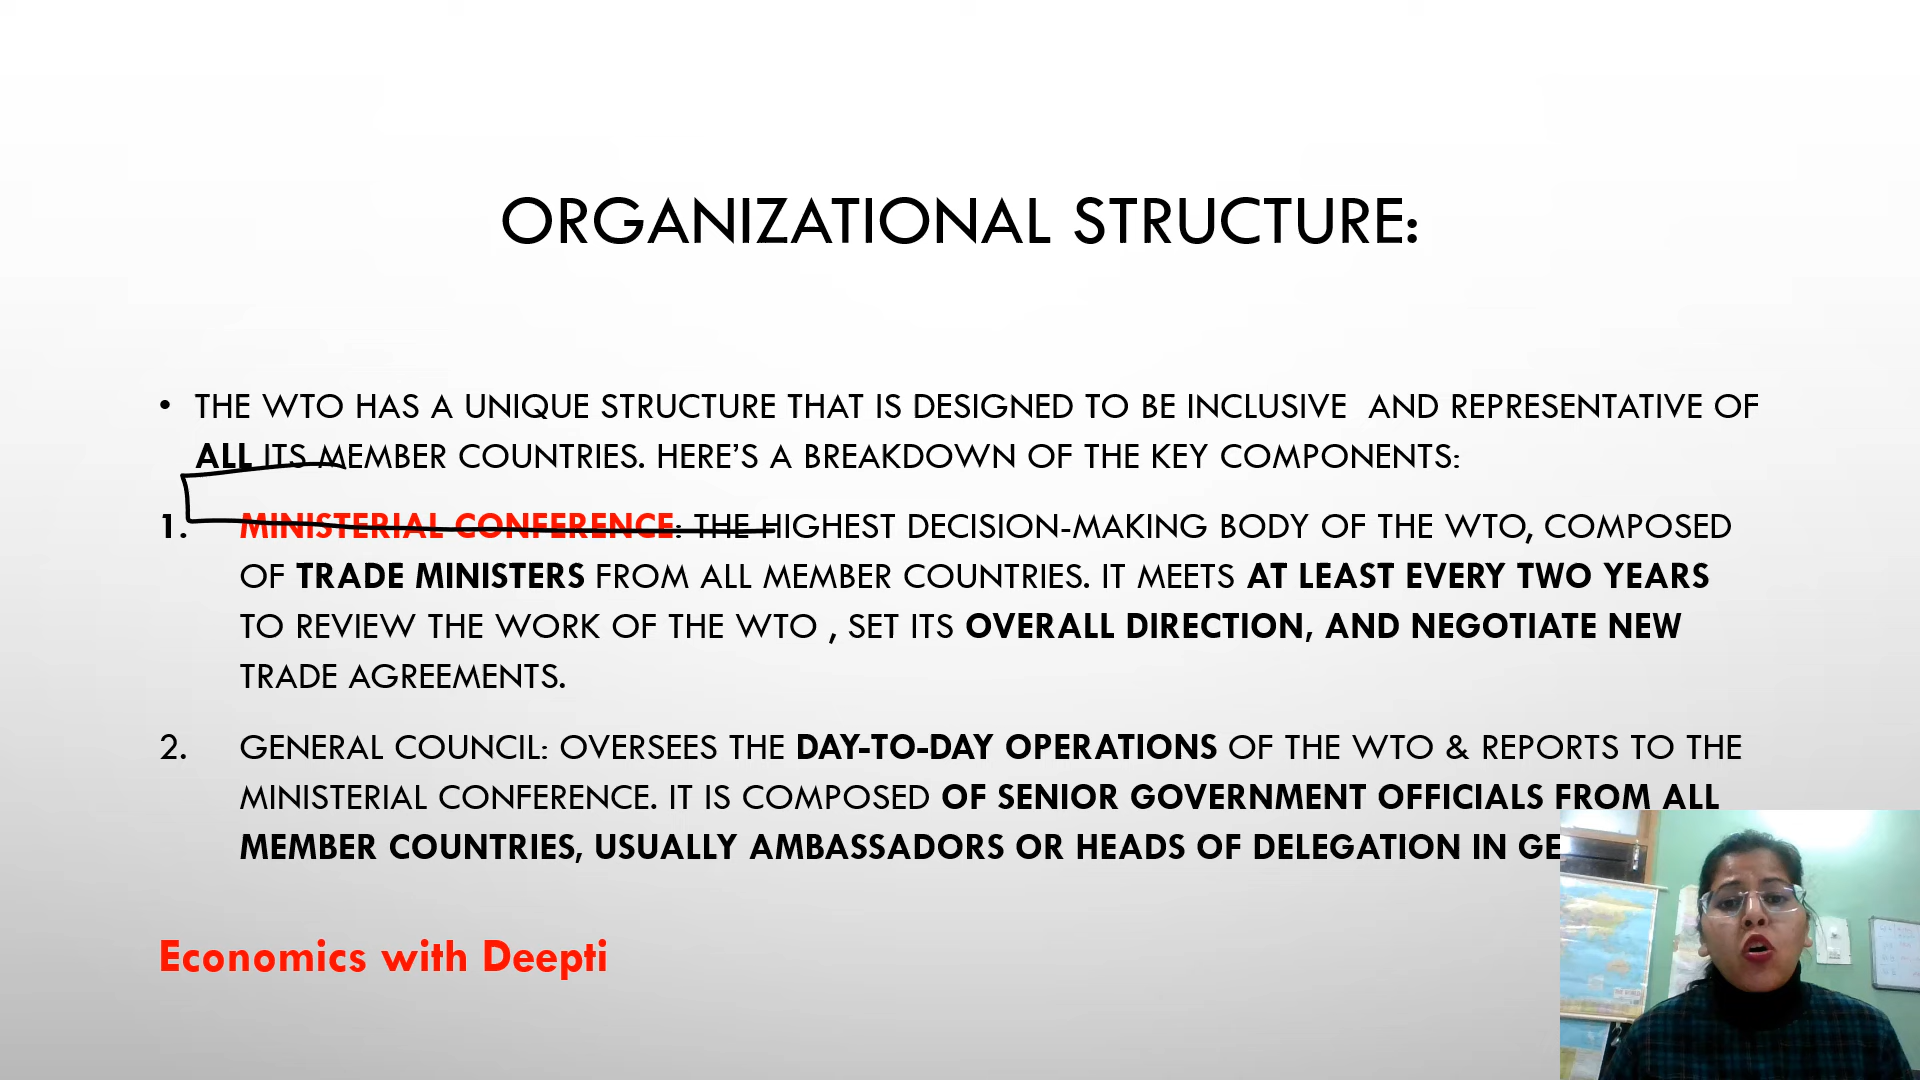 ORGANIZATIONAL STRUCTURE:
• THE WTO HAS A UNIQUE STRUCTURE THAT IS DESIGNED TO BE INCLUSIVE AND REPRESENTATIVE OF
ALL ITS MEMBER COUNTRIES. HERE’S A BREAKDOWN OF THE KEY COMPONENTS:
1. MINISTERIAL CONFERENCE: THE HIGHEST DECISION-MAKING BODY OF THE WTO, COMPOSED
OF TRADE MINISTERS FROM ALL MEMBER COUNTRIES. IT MEETS AT LEAST EVERY TWO YEARS
TO REVIEW THE WORK OF THE WTO , SET ITS OVERALL DIRECTION, AND NEGOTIATE NEW
TRADE AGREEMENTS.
2. GENERAL COUNCIL: OVERSEES THE DAY-TO-DAY OPERATIONS OF THE WTO & REPORTS TO THE
MINISTERIAL CONFERENCE. IT IS COMPOSED OF SENIOR GOVERNMENT OFFICIALS FROM ALL
MEMBER COUNTRIES, USUALLY AMBASSADORS OR HEADS OF DELEGATION IN GE
Economics with Deepti